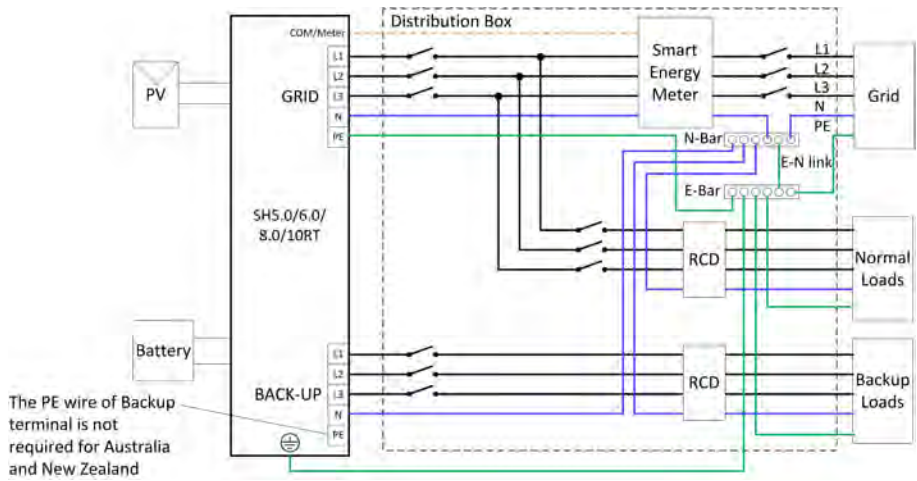 Distribution Box
COM/Meter
L1
L2
L3
N
PE
GRID
PV
Smart
Energy
Meter
L1
L2
L3
N
PE
Grid
N-Bar
E-N link
E-Bar
SH5.0/6.0/
8.0/10RT
RCD
Normal
Loads
Battery
L1
L2
L3
N
PE
BACK-UP
RCD
Backup
Loads
The PE wire of Backup
terminal is not
required for Australia
and New Zealand